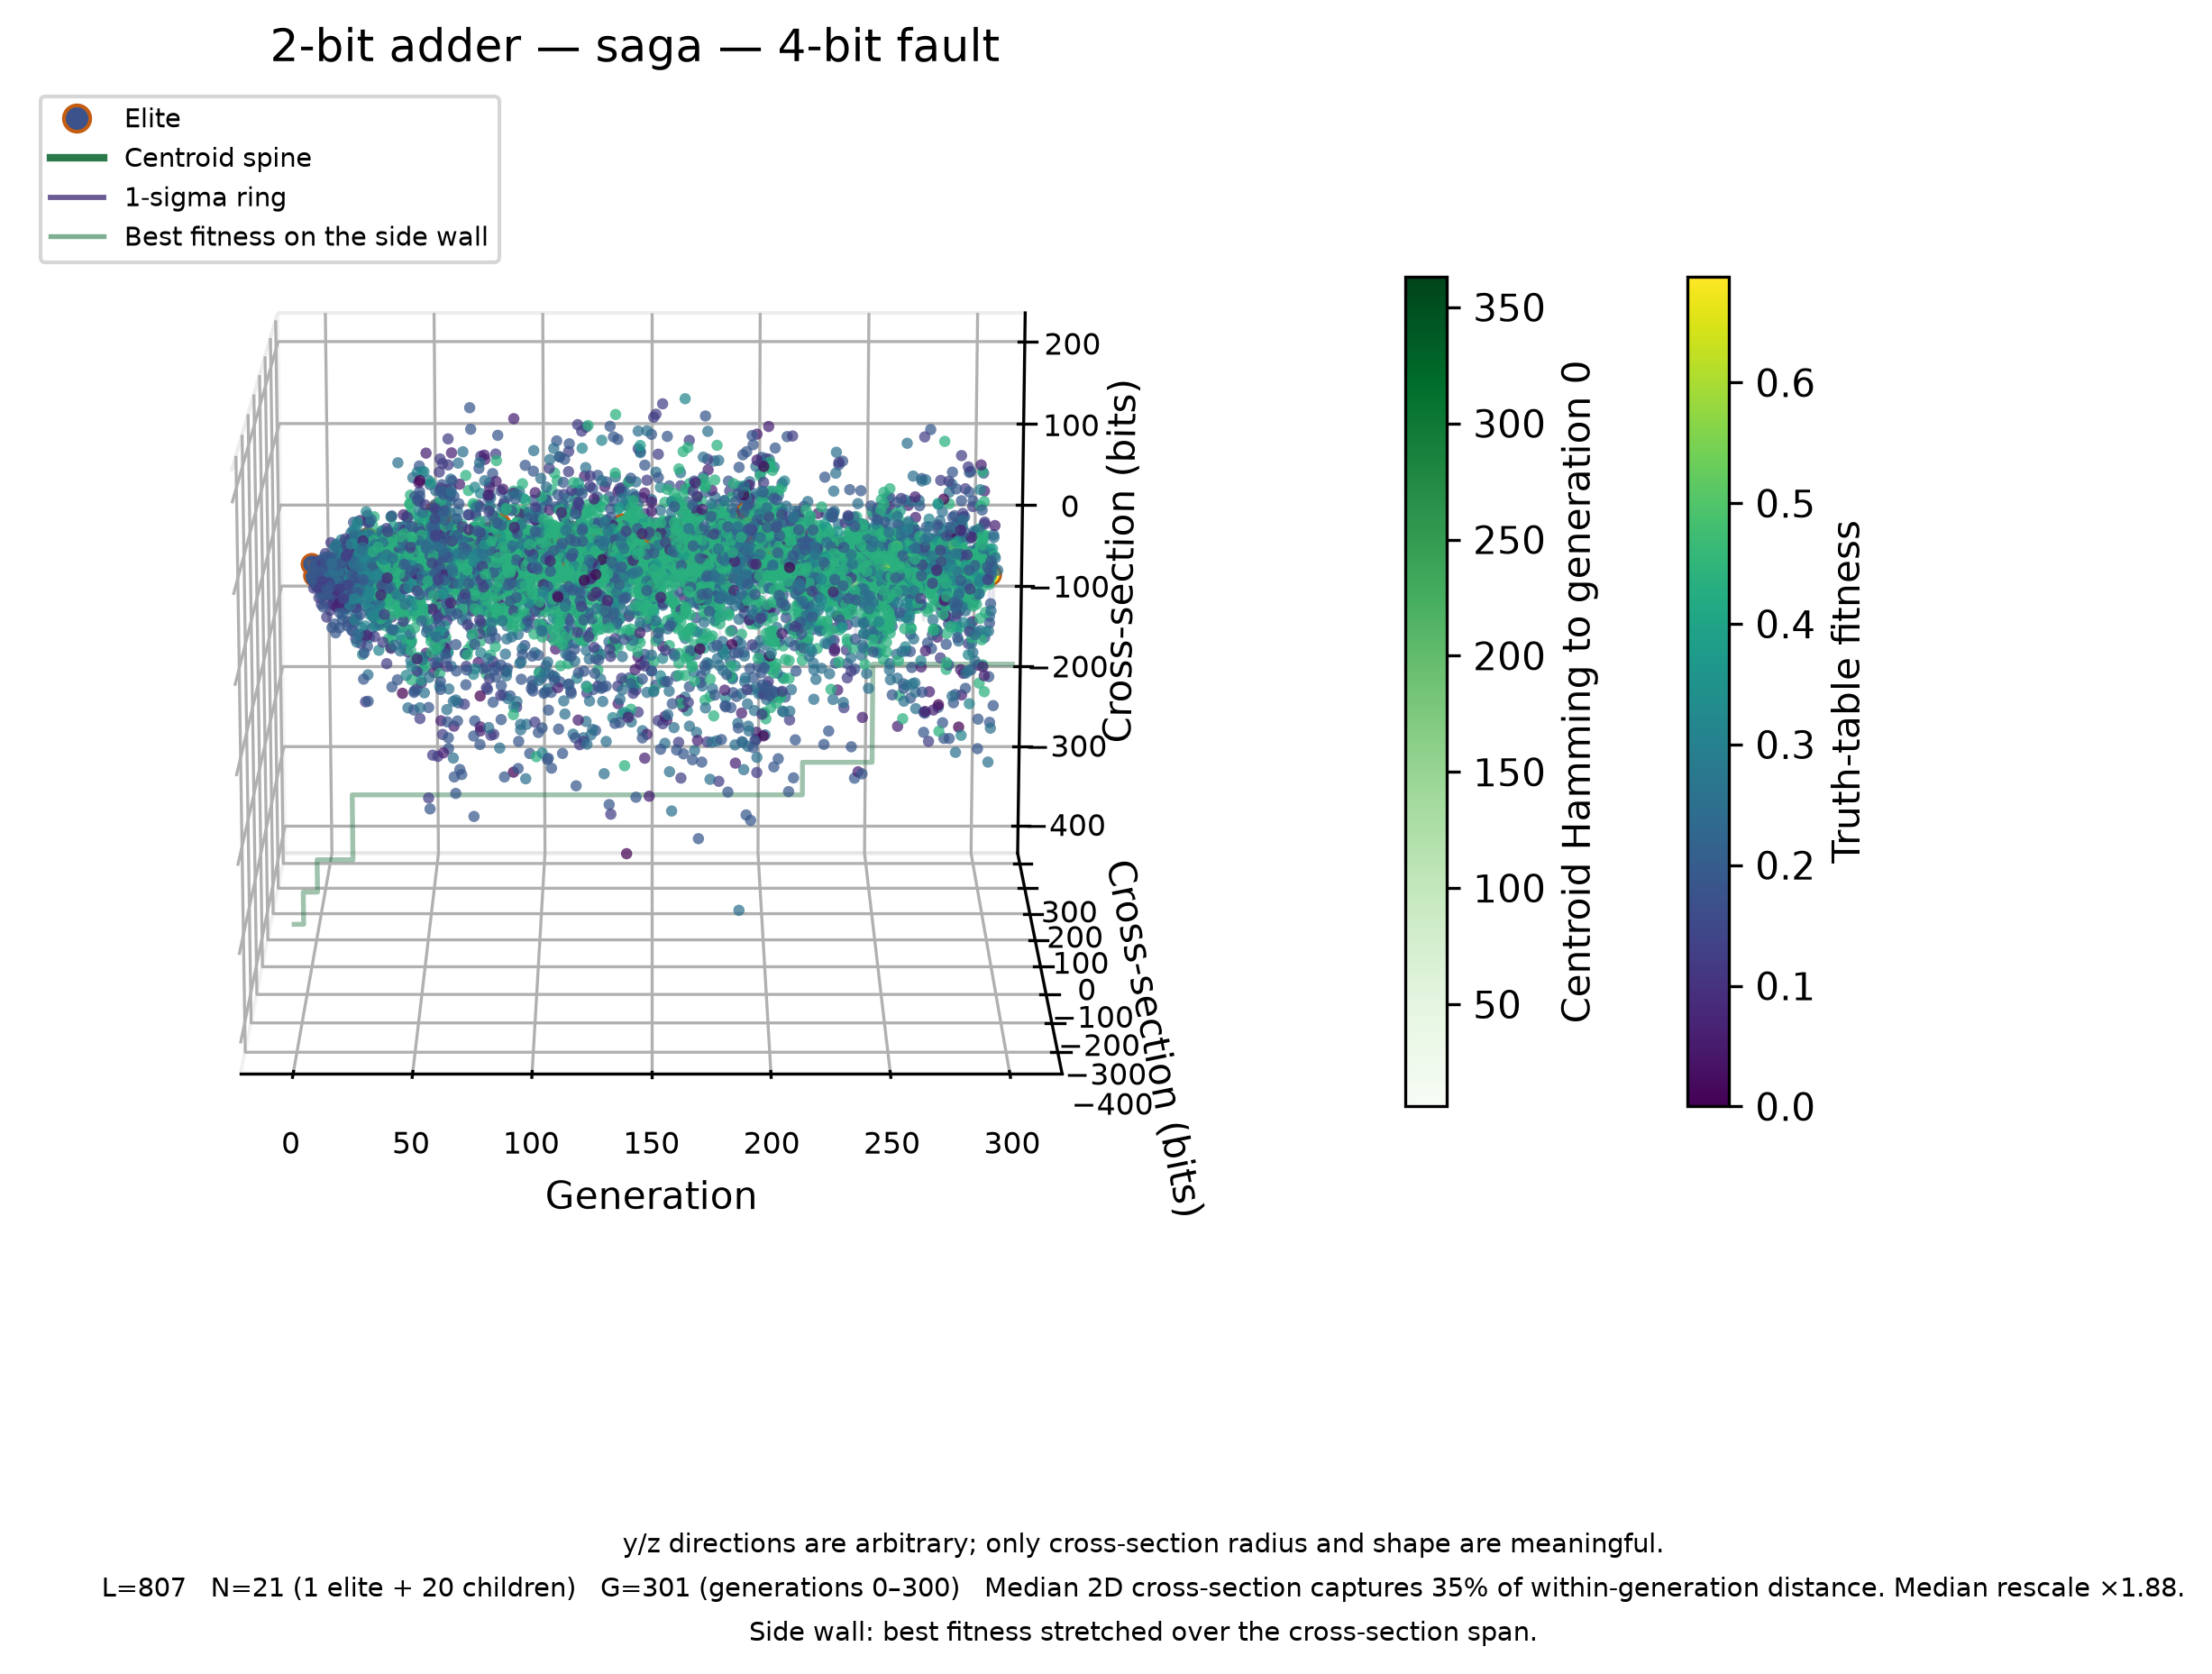 2-bit adder — saga — 4-bit fault
Elite
Centroid spine
1-sigma ring
Best fitness on the side wall
200
100
0
−100
−200
−300
−400
Cross-section (bits)
300
200
100
0
−100
−200
−300
−400
Cross-section (bits)
0 50 100 150 200 250 300
Generation
350
300
250
200
150
100
50
Centroid Hamming to generation 0
0.6
0.5
0.4
0.3
0.2
0.1
0.0
Truth-table fitness
y/z directions are arbitrary; only cross-section radius and shape are meaningful.
L=807 N=21 (1 elite + 20 children) G=301 (generations 0–300) Median 2D cross-section captures 35% of within-generation distance. Median rescale ×1.88.
Side wall: best fitness stretched over the cross-section span.